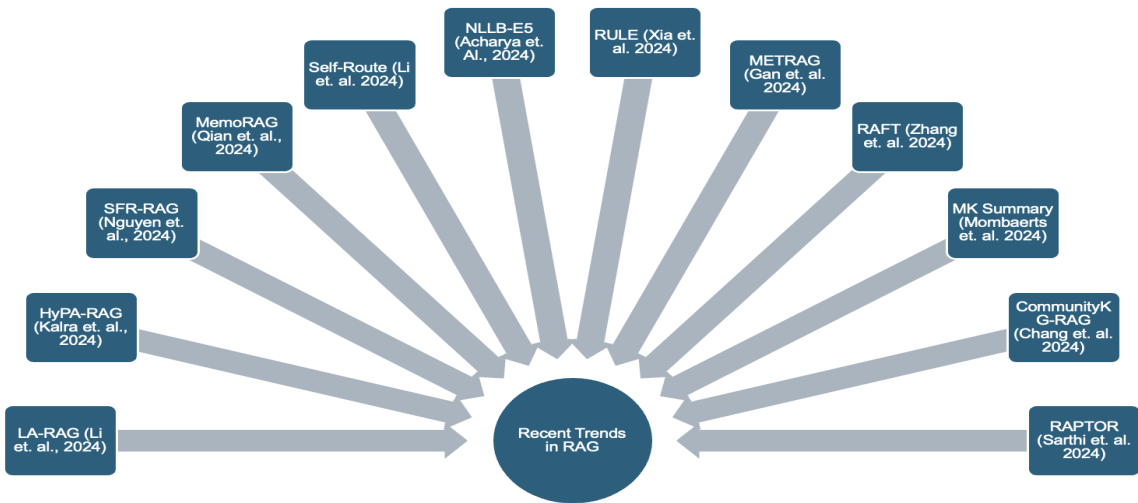 NLLB-E5
(Acharya et.
Al., 2024)
RULE (Xia et.
al. 2024)
Self-Route (Li
et. al. 2024)
METRAG
(Gan et. al.
2024)
MemoRAG
(Qian et. al.,
2024)
RAFT (Zhang
et. al. 2024)
SFR-RAG
(Nguyen et.
al., 2024)
MK Summary
(Mombaerts
et. al. 2024)
HyPA-RAG
(Kalra et. al.,
2024)
CommunityK
G-RAG
(Chang et. al.
2024)
LA-RAG (Li
et. al., 2024)
Recent Trends
in RAG
RAPTOR
(Sarthi et. al.
2024)